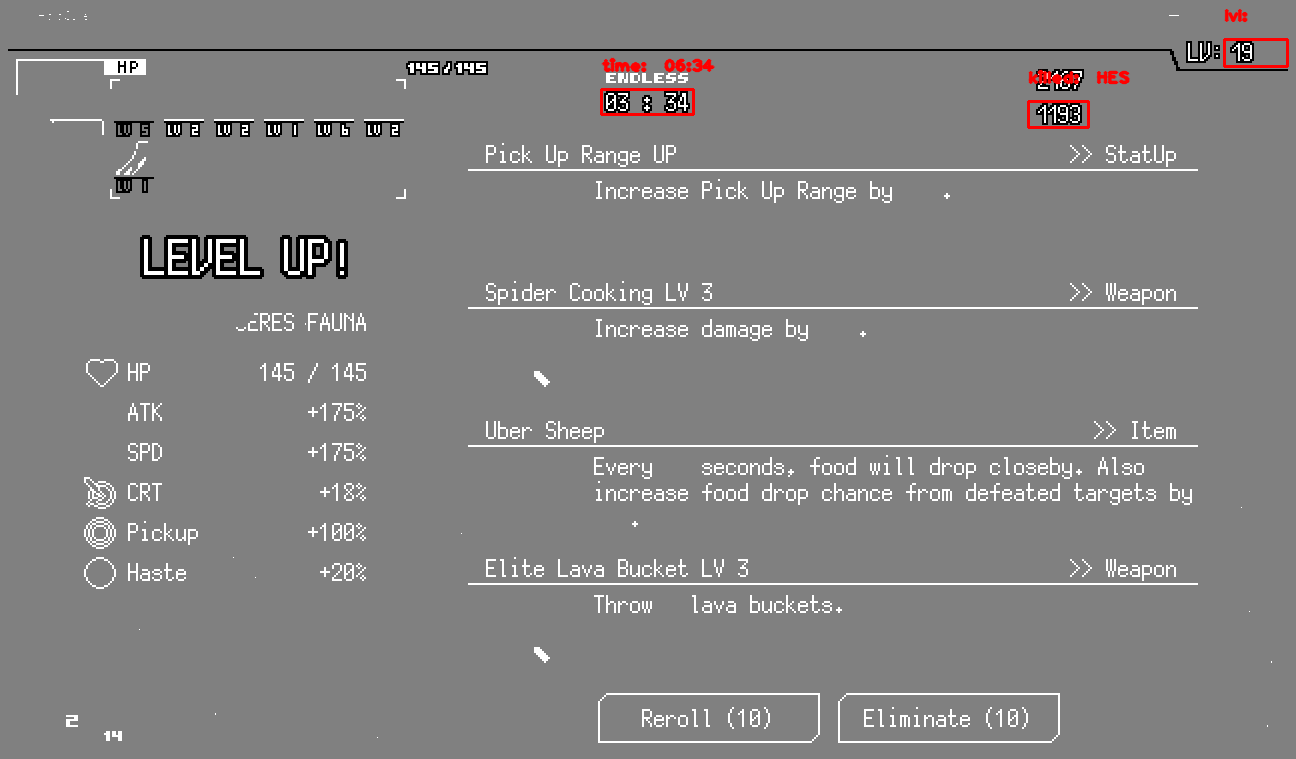 lvl:
LV: 19
HP
145/145
time: 06:34
ENDLESS
03 : 34
HES
1193
LV 5 LV 2 LV 2 LV 1 LV 6 LV 2
LV 1
LEVEL UP!
CERES FAUNA
HP 145 / 145
ATK +175%
SPD +175%
CRT +18%
Pickup +100%
Haste +20%
Pick Up Range UP >> StatUp
Increase Pick Up Range by .
Spider Cooking LV 3 >> Weapon
Increase damage by .
Uber Sheep >> Item
Every seconds, food will drop closeby. Also
increase food drop chance from defeated targets by
.
Elite Lava Bucket LV 3 >> Weapon
Throw lava buckets.
Reroll (10) Eliminate (10)
2
14